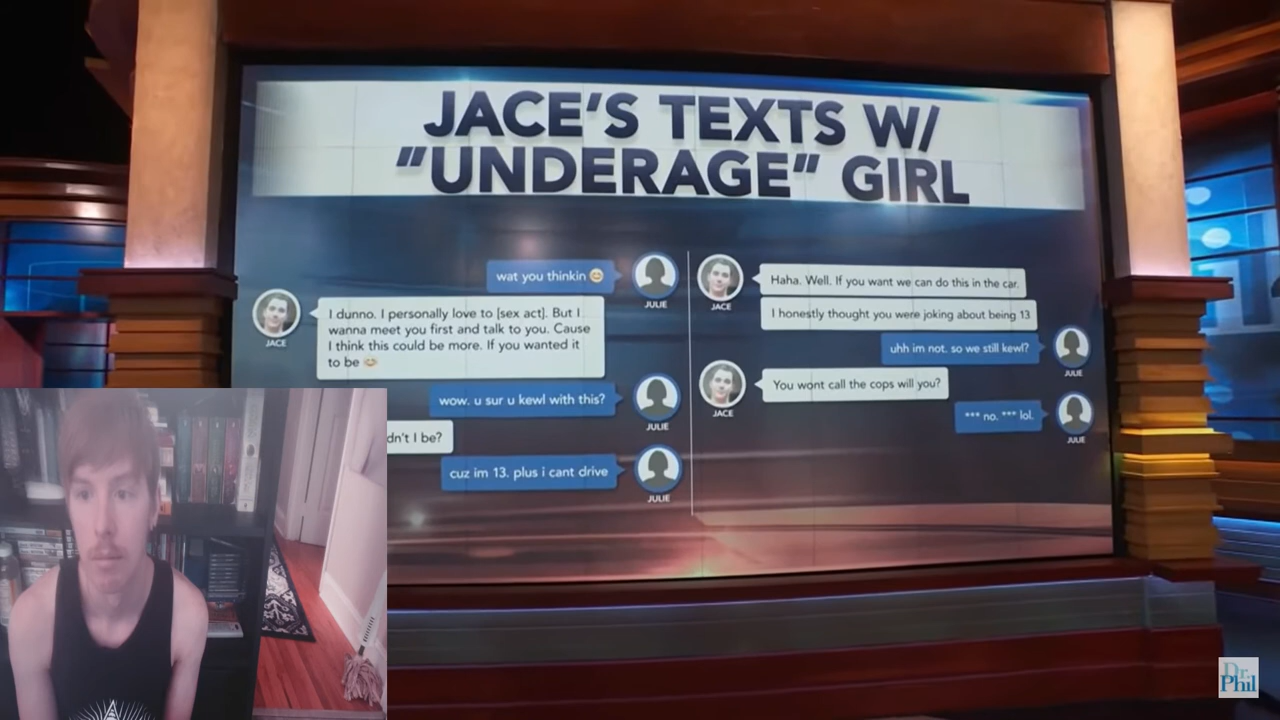 JACE'S TEXTS W/
"UNDERAGE" GIRL
wat you thinkin
JULIE
I dunno. I personally love to [sex act]. But I
wanna meet you first and talk to you. Cause
I think this could be more. If you wanted it
to be
JACE
wow. u sur u kewl with this?
JULIE
dn't I be?
cuz im 13. plus i cant drive
JULIE
Haha. Well. If you want we can do this in the car.
JACE
I honestly thought you were joking about being 13
uhh im not. so we still kewl?
JULIE
You wont call the cops will you?
JACE
*** no. *** lol.
JULIE
Dr.
Phil